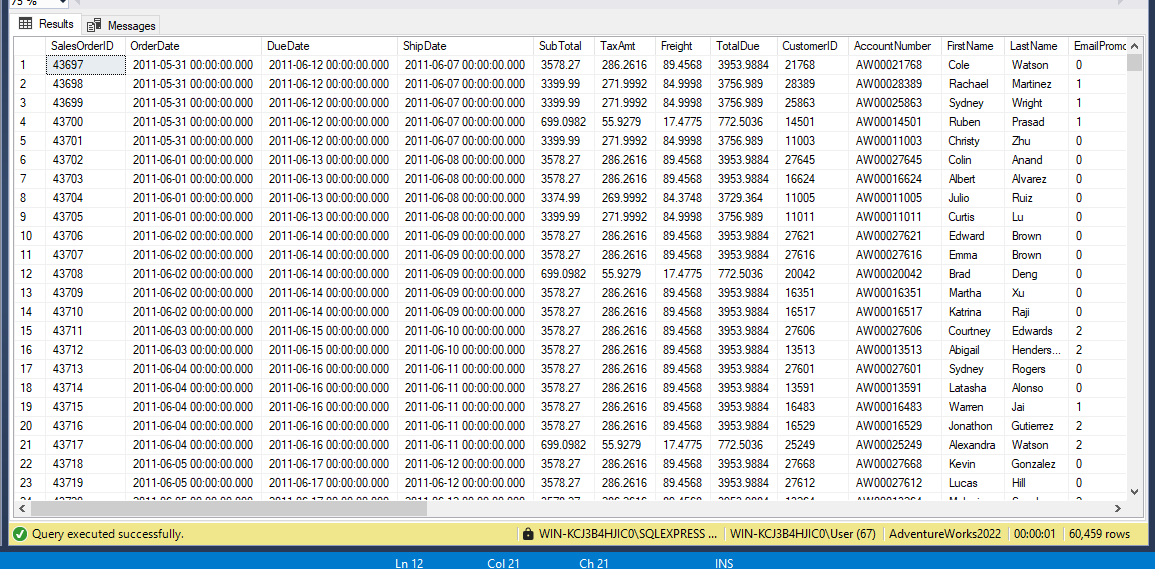 75 %
Results Messages
SalesOrderID OrderDate DueDate ShipDate SubTotal TaxAmt Freight TotalDue CustomerID AccountNumber FirstName LastName EmailPromo
1 43697 2011-05-31 00:00:00.000 2011-06-12 00:00:00.000 2011-06-07 00:00:00.000 3578.27 286.2616 89.4568 3953.9884 21768 AW00021768 Cole Watson 0
2 43698 2011-05-31 00:00:00.000 2011-06-12 00:00:00.000 2011-06-07 00:00:00.000 3399.99 271.9992 84.9998 3756.989 28389 AW00028389 Rachael Martinez 1
3 43699 2011-05-31 00:00:00.000 2011-06-12 00:00:00.000 2011-06-07 00:00:00.000 3399.99 271.9992 84.9998 3756.989 25863 AW00025863 Sydney Wright 1
4 43700 2011-05-31 00:00:00.000 2011-06-12 00:00:00.000 2011-06-07 00:00:00.000 699.0982 55.9279 17.4775 772.5036 14501 AW00014501 Ruben Prasad 1
5 43701 2011-05-31 00:00:00.000 2011-06-12 00:00:00.000 2011-06-07 00:00:00.000 3399.99 271.9992 84.9998 3756.989 11003 AW00011003 Christy Zhu 0
6 43702 2011-06-01 00:00:00.000 2011-06-13 00:00:00.000 2011-06-08 00:00:00.000 3578.27 286.2616 89.4568 3953.9884 27645 AW00027645 Colin Anand 0
7 43703 2011-06-01 00:00:00.000 2011-06-13 00:00:00.000 2011-06-08 00:00:00.000 3578.27 286.2616 89.4568 3953.9884 16624 AW00016624 Albert Alvarez 0
8 43704 2011-06-01 00:00:00.000 2011-06-13 00:00:00.000 2011-06-08 00:00:00.000 3374.99 269.9992 84.3748 3729.364 11005 AW00011005 Julio Ruiz 0
9 43705 2011-06-01 00:00:00.000 2011-06-13 00:00:00.000 2011-06-08 00:00:00.000 3399.99 271.9992 84.9998 3756.989 11011 AW00011011 Curtis Lu 0
10 43706 2011-06-02 00:00:00.000 2011-06-14 00:00:00.000 2011-06-09 00:00:00.000 3578.27 286.2616 89.4568 3953.9884 27621 AW00027621 Edward Brown 0
11 43707 2011-06-02 00:00:00.000 2011-06-14 00:00:00.000 2011-06-09 00:00:00.000 3578.27 286.2616 89.4568 3953.9884 27616 AW00027616 Emma Brown 0
12 43708 2011-06-02 00:00:00.000 2011-06-14 00:00:00.000 2011-06-09 00:00:00.000 699.0982 55.9279 17.4775 772.5036 20042 AW00020042 Brad Deng 0
13 43709 2011-06-02 00:00:00.000 2011-06-14 00:00:00.000 2011-06-09 00:00:00.000 3578.27 286.2616 89.4568 3953.9884 16351 AW00016351 Martha Xu 0
14 43710 2011-06-02 00:00:00.000 2011-06-14 00:00:00.000 2011-06-09 00:00:00.000 3578.27 286.2616 89.4568 3953.9884 16517 AW00016517 Katrina Raji 0
15 43711 2011-06-03 00:00:00.000 2011-06-15 00:00:00.000 2011-06-10 00:00:00.000 3578.27 286.2616 89.4568 3953.9884 27606 AW00027606 Courtney Edwards 2
16 43712 2011-06-03 00:00:00.000 2011-06-15 00:00:00.000 2011-06-10 00:00:00.000 3578.27 286.2616 89.4568 3953.9884 13513 AW00013513 Abigail Henders... 2
17 43713 2011-06-04 00:00:00.000 2011-06-16 00:00:00.000 2011-06-11 00:00:00.000 3578.27 286.2616 89.4568 3953.9884 27601 AW00027601 Sydney Rogers 0
18 43714 2011-06-04 00:00:00.000 2011-06-16 00:00:00.000 2011-06-11 00:00:00.000 3578.27 286.2616 89.4568 3953.9884 13591 AW00013591 Latasha Alonso 0
19 43715 2011-06-04 00:00:00.000 2011-06-16 00:00:00.000 2011-06-11 00:00:00.000 3578.27 286.2616 89.4568 3953.9884 16483 AW00016483 Warren Jai 1
20 43716 2011-06-04 00:00:00.000 2011-06-16 00:00:00.000 2011-06-11 00:00:00.000 3578.27 286.2616 89.4568 3953.9884 16529 AW00016529 Jonathon Gutierrez 2
21 43717 2011-06-04 00:00:00.000 2011-06-16 00:00:00.000 2011-06-11 00:00:00.000 699.0982 55.9279 17.4775 772.5036 25249 AW00025249 Alexandra Watson 2
22 43718 2011-06-05 00:00:00.000 2011-06-17 00:00:00.000 2011-06-12 00:00:00.000 3578.27 286.2616 89.4568 3953.9884 27668 AW00027668 Kevin Gonzalez 0
23 43719 2011-06-05 00:00:00.000 2011-06-17 00:00:00.000 2011-06-12 00:00:00.000 3578.27 286.2616 89.4568 3953.9884 27612 AW00027612 Lucas Hill 0
Query executed successfully. WIN-KCJ3B4HJIC0\SQLEXPRESS ... WIN-KCJ3B4HJIC0\User (67) AdventureWorks2022 00:00:01 60,459 rows
Ln 12 Col 21 Ch 21 INS